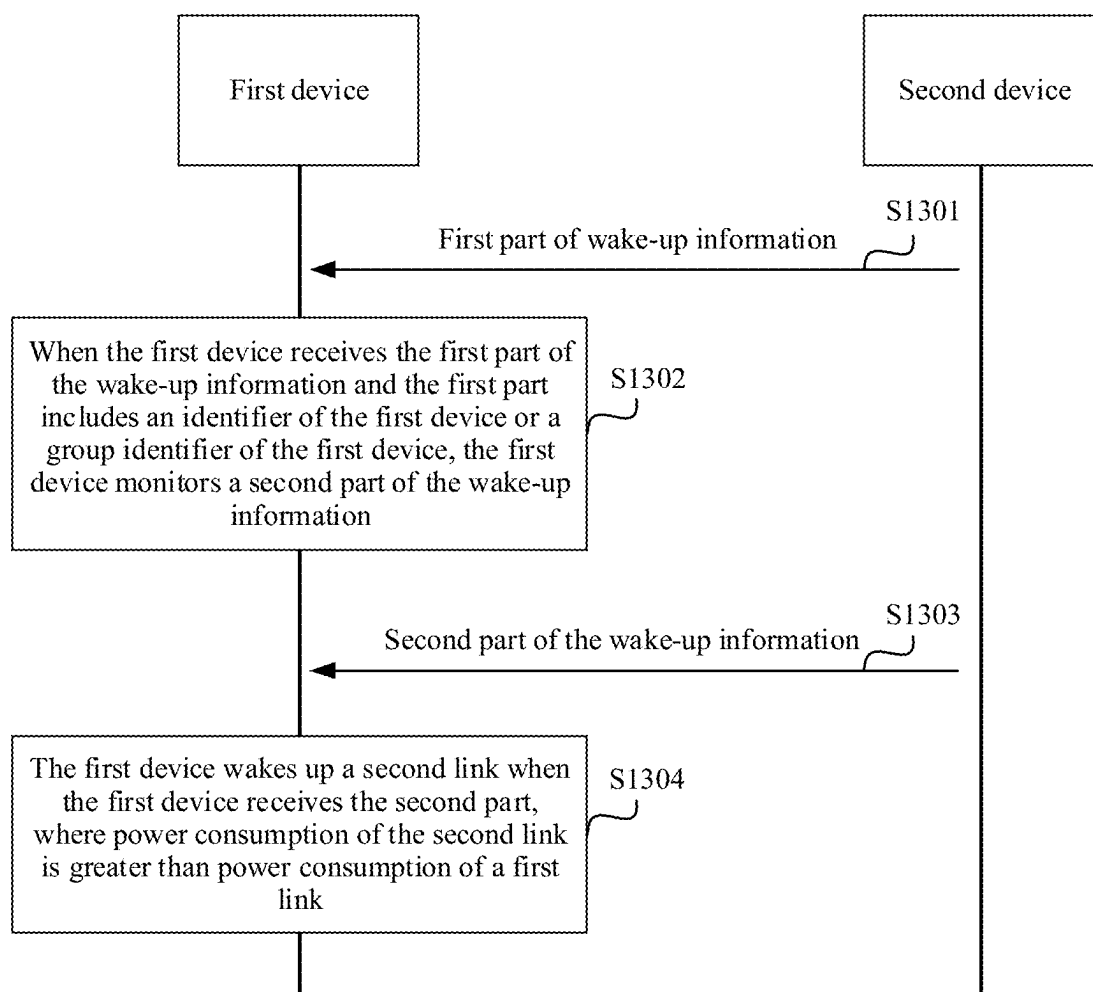 First device
Second device
S1301
First part of wake-up information
When the first device receives the first part of
the wake-up information and the first part
includes an identifier of the first device or a
group identifier of the first device, the first
device monitors a second part of the wake-up
information
S1302
S1303
Second part of the wake-up information
The first device wakes up a second link when
the first device receives the second part,
where power consumption of the second link
is greater than power consumption of a first
link
S1304